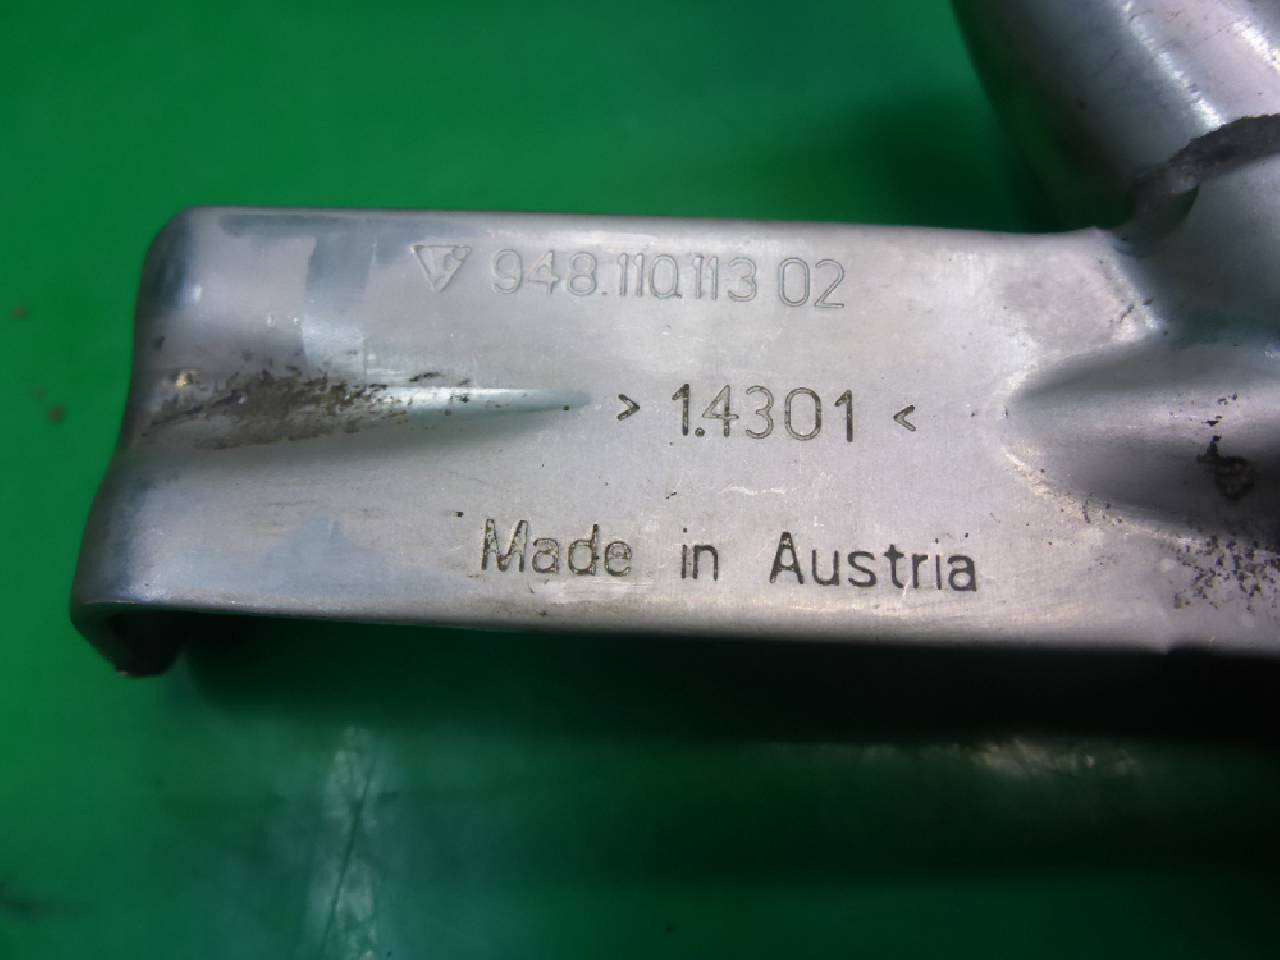 948.110.113 02
> 1.4301 <
Made in Austria